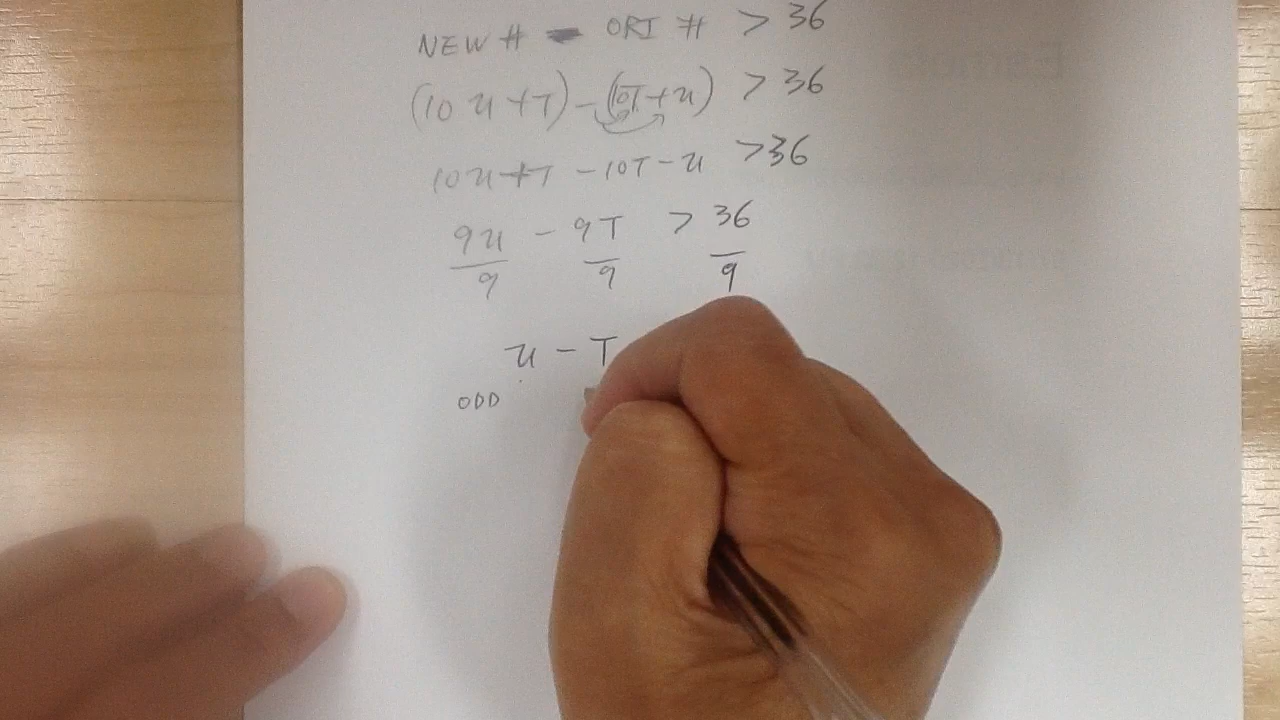 NEW # - ORI # > 36
(10u+T) - (10T+u) > 36
10u+T - 10T - u > 36
9u - 9T > 36
9 9 9
u - T
ODD